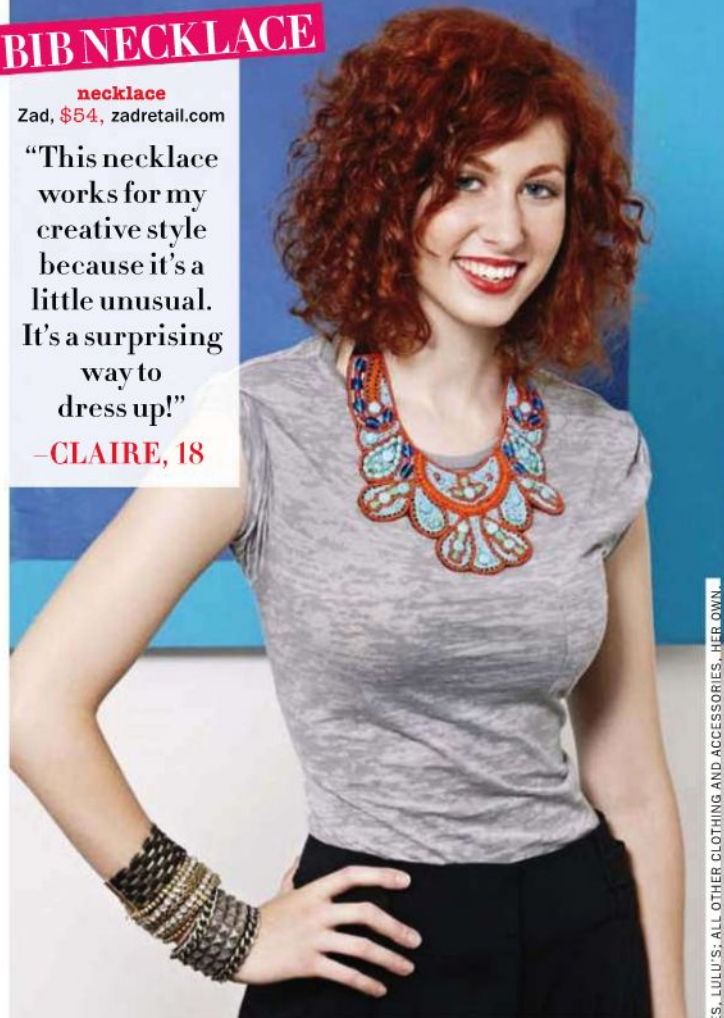 BIB NECKLACE
necklace
Zad, $54, zadretail.com
“This necklace
works for my
creative style
because it’s a
little unusual.
It’s a surprising
way to
dress up!”
–CLAIRE, 18
LULU’S; ALL OTHER CLOTHING AND ACCESSORIES, HER OWN.